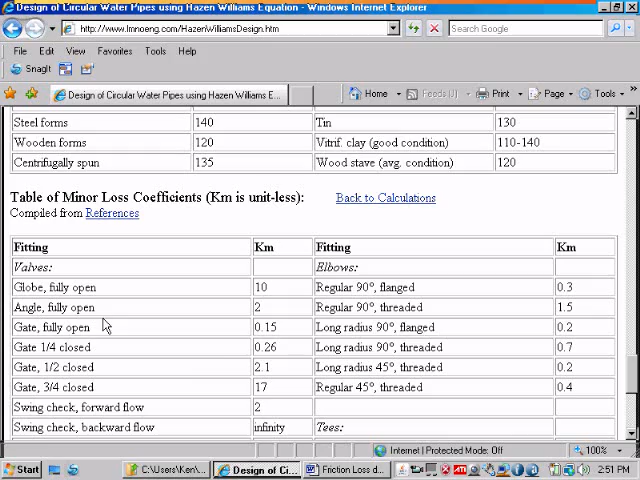 Design of Circular Water Pipes using Hazen Williams Equation - Windows Internet Explorer
http://www.lmnoeng.com/HazenWilliamsDesign.htm
Search Google
File Edit View Favorites Tools Help
SnagIt
Design of Circular Water Pipes using Hazen Williams E...
Home Feeds (J) Print Page Tools
Steel forms 140 Tin 130
Wooden forms 120 Vitrif. clay (good condition) 110-140
Centrifugally spun 135 Wood stave (avg. condition) 120
Table of Minor Loss Coefficients (Km is unit-less): Back to Calculations
Compiled from References
Fitting Km Fitting Km
Valves: Elbows:
Globe, fully open 10 Regular 90°, flanged 0.3
Angle, fully open 2 Regular 90°, threaded 1.5
Gate, fully open 0.15 Long radius 90°, flanged 0.2
Gate 1/4 closed 0.26 Long radius 90°, threaded 0.7
Gate, 1/2 closed 2.1 Long radius 45°, threaded 0.2
Gate, 3/4 closed 17 Regular 45°, threaded 0.4
Swing check, forward flow 2
Swing check, backward flow infinity Tees:
Internet | Protected Mode: Off 100%
Start C:\Users\Ken\... Design of Ci... Friction Loss d... 2:51 PM